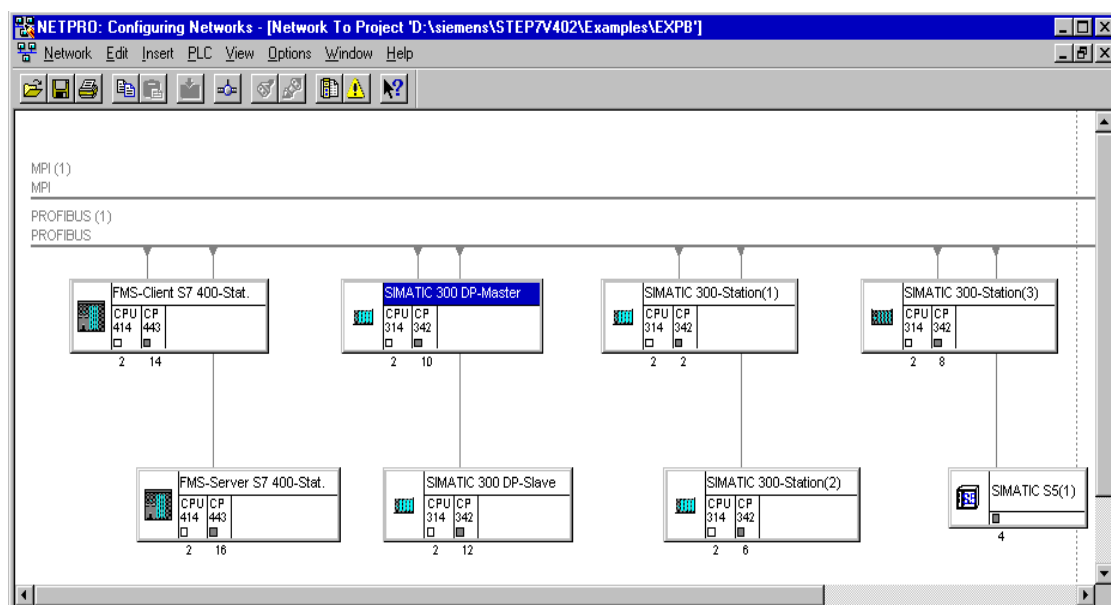 NETPRO: Configuring Networks - [Network To Project 'D:\siemens\STEP7V402\Examples\EXPB']
Network Edit Insert PLC View Options Window Help
MPI (1)
MPI
PROFIBUS (1)
PROFIBUS
FMS-Client S7 400-Stat.
CPU CP
414 443
2 14
SIMATIC 300 DP-Master
CPU CP
314 342
2 10
SIMATIC 300-Station(1)
CPU CP
314 342
2 2
SIMATIC 300-Station(3)
CPU CP
314 342
2 8
FMS-Server S7 400-Stat.
CPU CP
414 443
2 16
SIMATIC 300 DP-Slave
CPU CP
314 342
2 12
SIMATIC 300-Station(2)
CPU CP
314 342
2 6
SIMATIC S5(1)
4